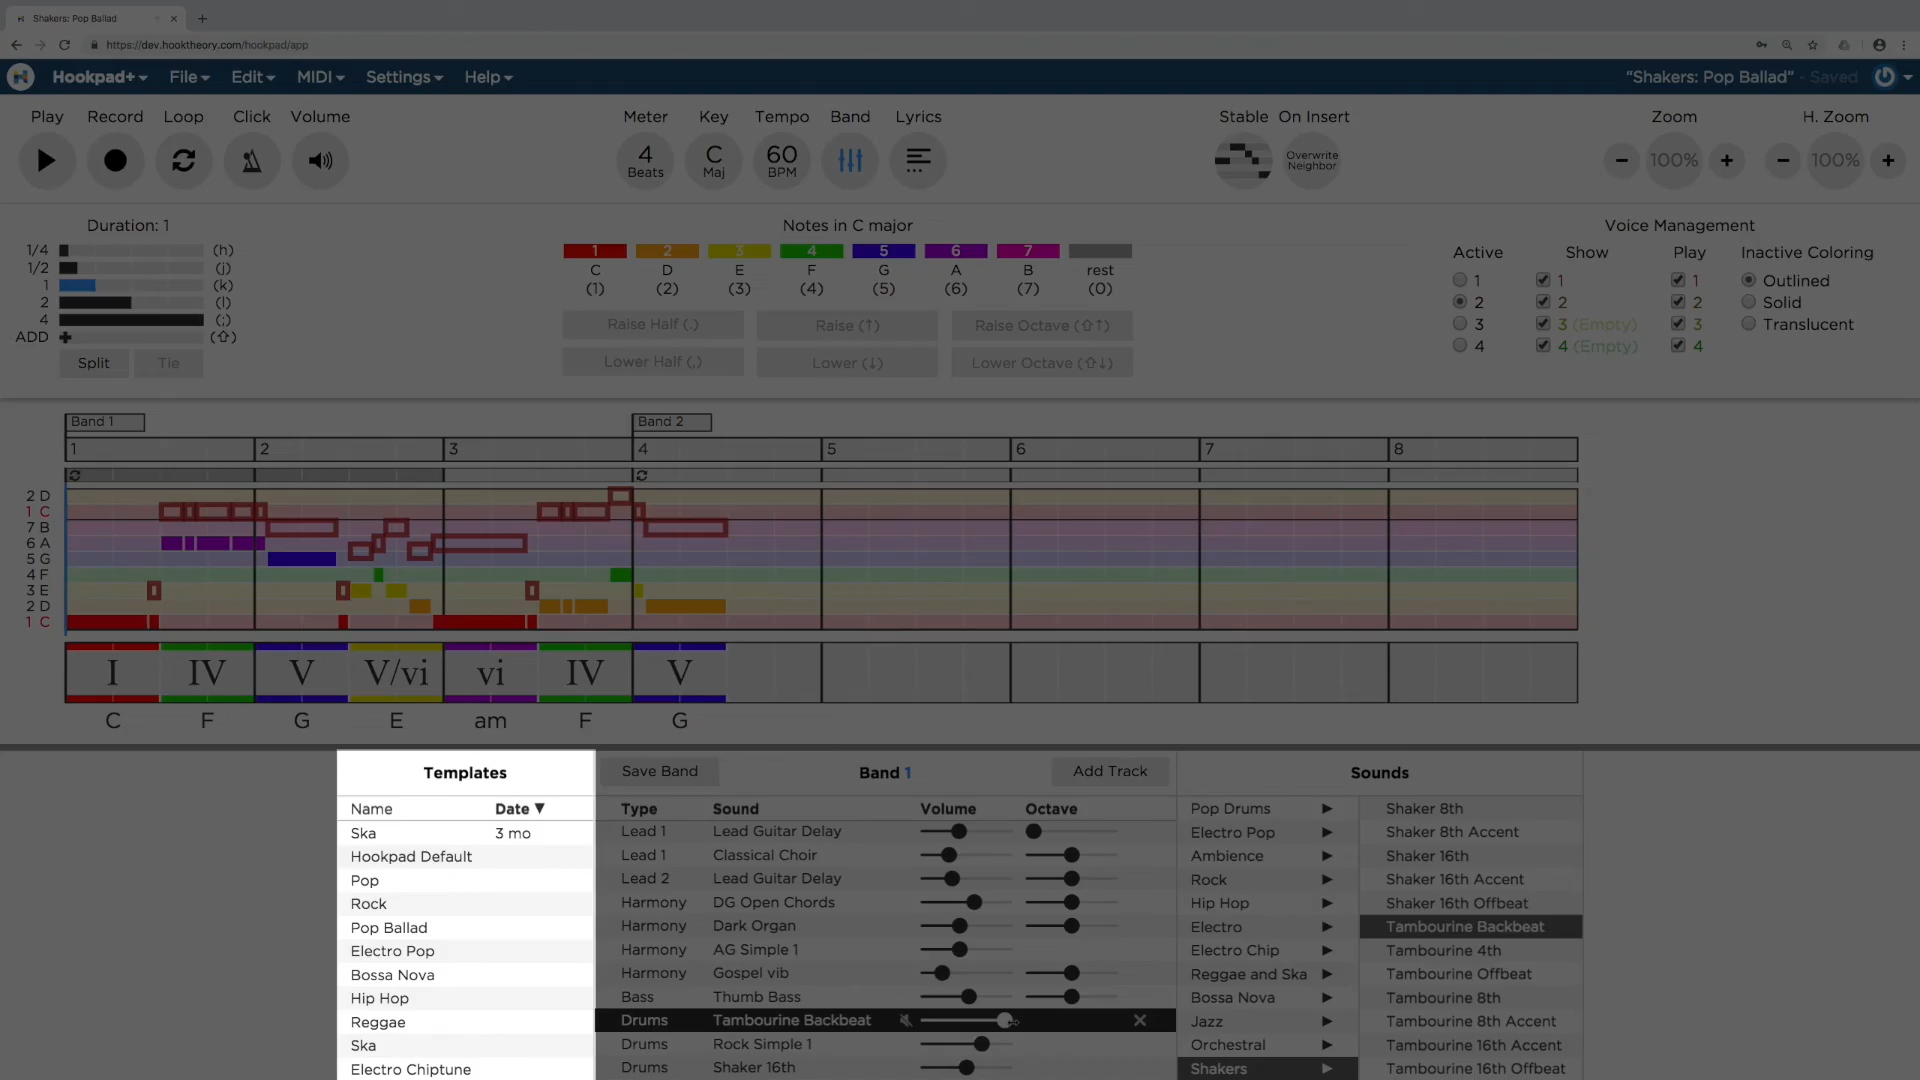 Shakers: Pop Ballad
https://dev.hooktheory.com/hookpad/app
Hookpad+ File Edit MIDI Settings Help "Shakers: Pop Ballad" - Saved
Play Record Loop Click Volume Meter Key Tempo Band Lyrics Stable On Insert Zoom H. Zoom
4 Beats C Maj 60 BPM Overwrite Neighbor 100% 100%
Duration: 1
1/4 (h)
1/2 (j)
1 (k)
2 (l)
4 (;)
ADD (⇧)
Split Tie
Notes in C major
1 2 3 4 5 6 7
C D E F G A B rest
(1) (2) (3) (4) (5) (6) (7) (0)
Raise Half (.) Raise (↑) Raise Octave (⇧↑)
Lower Half (,) Lower (↓) Lower Octave (⇧↓)
Voice Management
Active Show Play Inactive Coloring
1 1 1 Outlined
2 2 2 Solid
3 3 (Empty) 3 Translucent
4 4 (Empty) 4
Band 1 Band 2
1 2 3 4 5 6 7 8
2 D
1 C
7 B
6 A
5 G
4 F
3 E
2 D
1 C
I IV V V/vi vi IV V
C F G E am F G
Templates
Name Date ▼
Ska 3 mo
Hookpad Default
Pop
Rock
Pop Ballad
Electro Pop
Bossa Nova
Hip Hop
Reggae
Ska
Electro Chiptune
Save Band Band 1 Add Track
Type Sound Volume Octave
Lead 1 Lead Guitar Delay
Lead 1 Classical Choir
Lead 2 Lead Guitar Delay
Harmony DG Open Chords
Harmony Dark Organ
Harmony AG Simple 1
Harmony Gospel vib
Bass Thumb Bass
Drums Tambourine Backbeat
Drums Rock Simple 1
Drums Shaker 16th
Sounds
Pop Drums
Electro Pop
Ambience
Rock
Hip Hop
Electro
Electro Chip
Reggae and Ska
Bossa Nova
Jazz
Orchestral
Shakers
Shaker 8th
Shaker 8th Accent
Shaker 16th
Shaker 16th Accent
Shaker 16th Offbeat
Tambourine Backbeat
Tambourine 4th
Tambourine Offbeat
Tambourine 8th
Tambourine 8th Accent
Tambourine 16th Accent
Tambourine 16th Offbeat